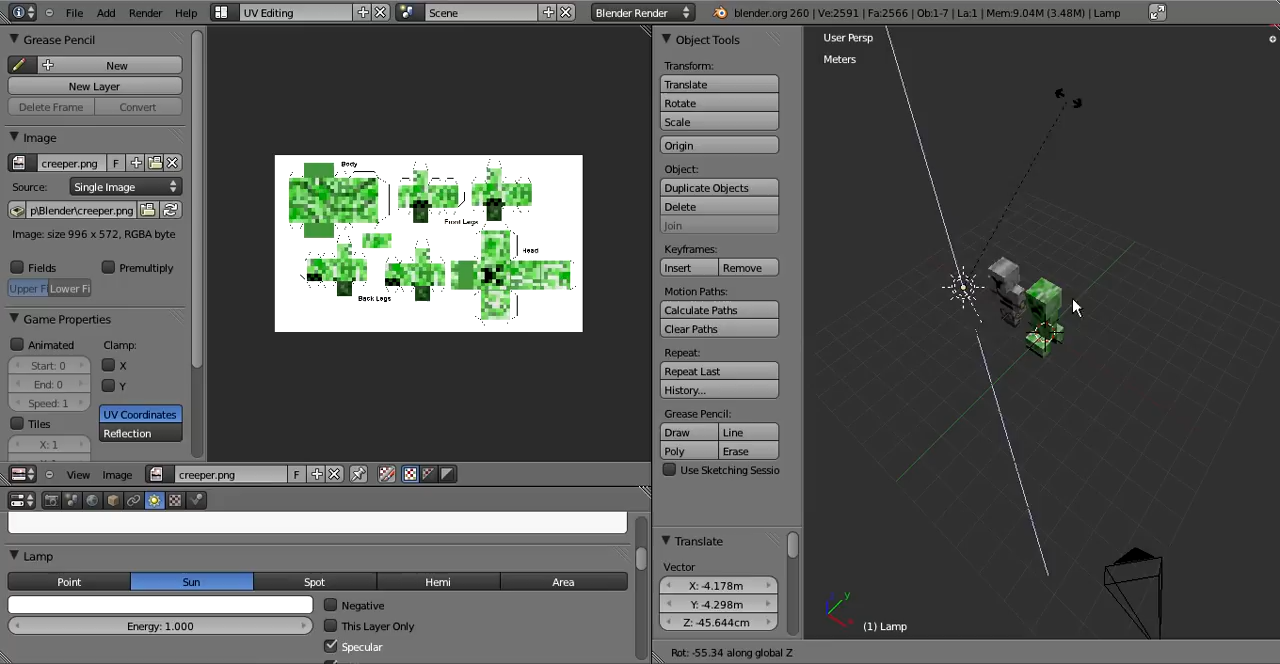 File Add Render Help UV Editing Scene Blender Render blender.org 260 | Ve:2591 | Fa:2566 | Ob:1-7 | La:1 | Mem:9.04M (3.48M) | Lamp
Grease Pencil
New
New Layer
Delete Frame Convert
Image
creeper.png F
Source: Single Image
p\Blender\creeper.png
Image: size 996 x 572, RGBA byte
Fields Premultiply
Upper Fi Lower Fi
Game Properties
Animated Clamp:
Start: 0 X
End: 0 Y
Speed: 1
UV Coordinates
Tiles Reflection
X: 1
Body
Front Legs
Head
Back Legs
View Image creeper.png F
Lamp
Point Sun Spot Hemi Area
Negative
Energy: 1.000 This Layer Only
Specular
Object Tools
Transform:
Translate
Rotate
Scale
Origin
Object:
Duplicate Objects
Delete
Join
Keyframes:
Insert Remove
Motion Paths:
Calculate Paths
Clear Paths
Repeat:
Repeat Last
History...
Grease Pencil:
Draw Line
Poly Erase
Use Sketching Sessio
Translate
Vector
X: -4.178m
Y: -4.298m
Z: -45.644cm
User Persp
Meters
y
(1) Lamp
Rot: -55.34 along global Z